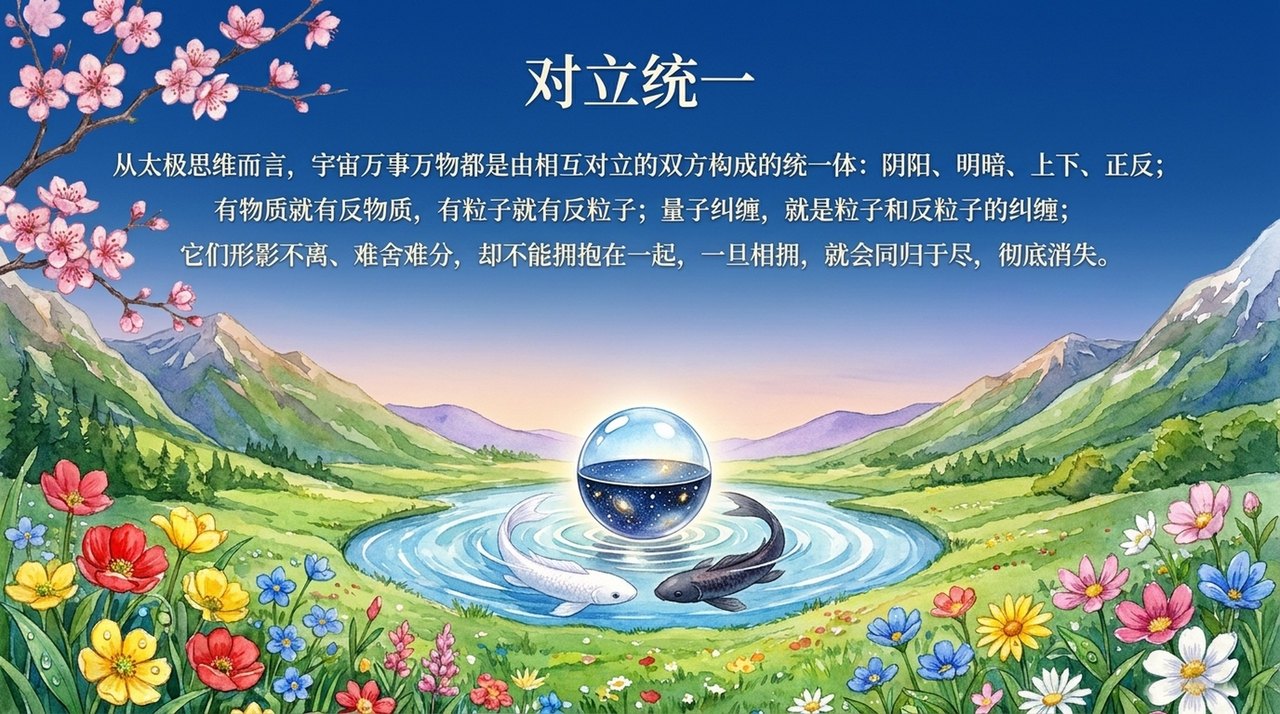 对立统一
从太极思维而言，宇宙万事万物都是由相互对立的双方构成的统一体：阴阳、明暗、上下、正反；
有物质就有反物质，有粒子就有反粒子；量子纠缠，就是粒子和反粒子的纠缠；
它们形影不离、难舍难分，却不能拥抱在一起，一旦相拥，就会同归于尽，彻底消失。